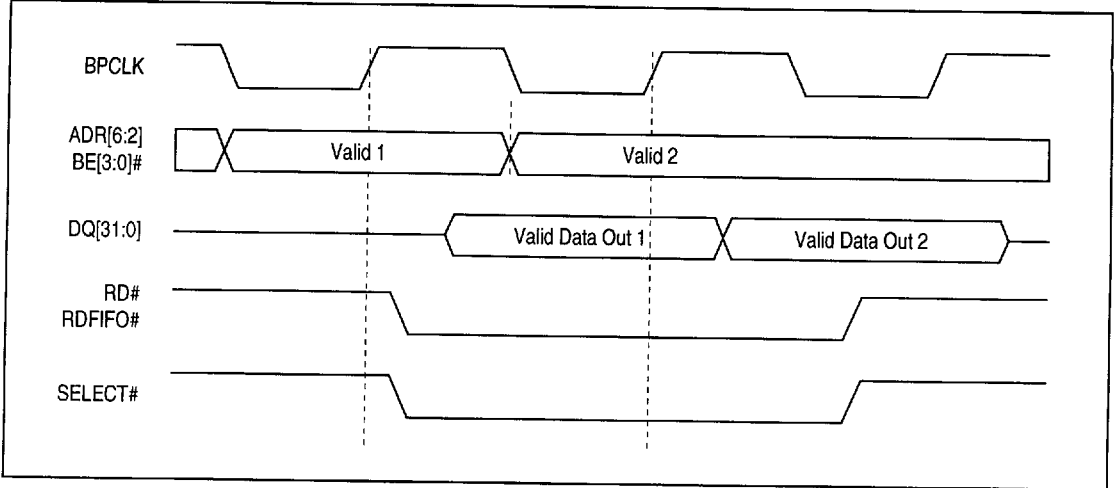 BPCLK
ADR[6:2]
BE[3:0]#
Valid 1
Valid 2
DQ[31:0]
Valid Data Out 1
Valid Data Out 2
RD#
RDFIFO#
SELECT#